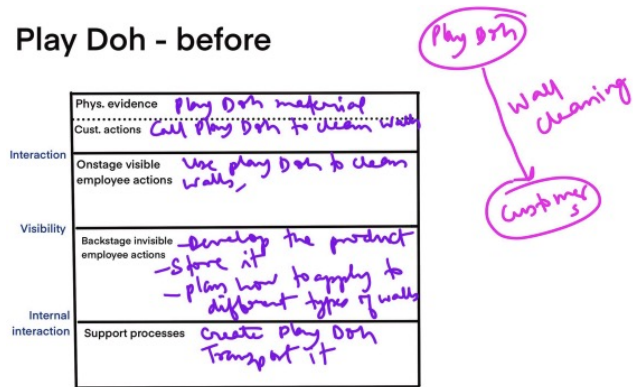 Play Doh - before
Phys. evidence Play Doh material
Cust. actions Call Play Doh to clean walls
Interaction
Onstage visible employee actions
Use play Doh to clean
walls,
Visibility
Backstage invisible employee actions
- Develop the product
- Store it
- Plan how to apply to
different types of walls
Internal interaction
Support processes
Create Play Doh
Transport it
Play Doh
Wall
cleaning
Customer
s